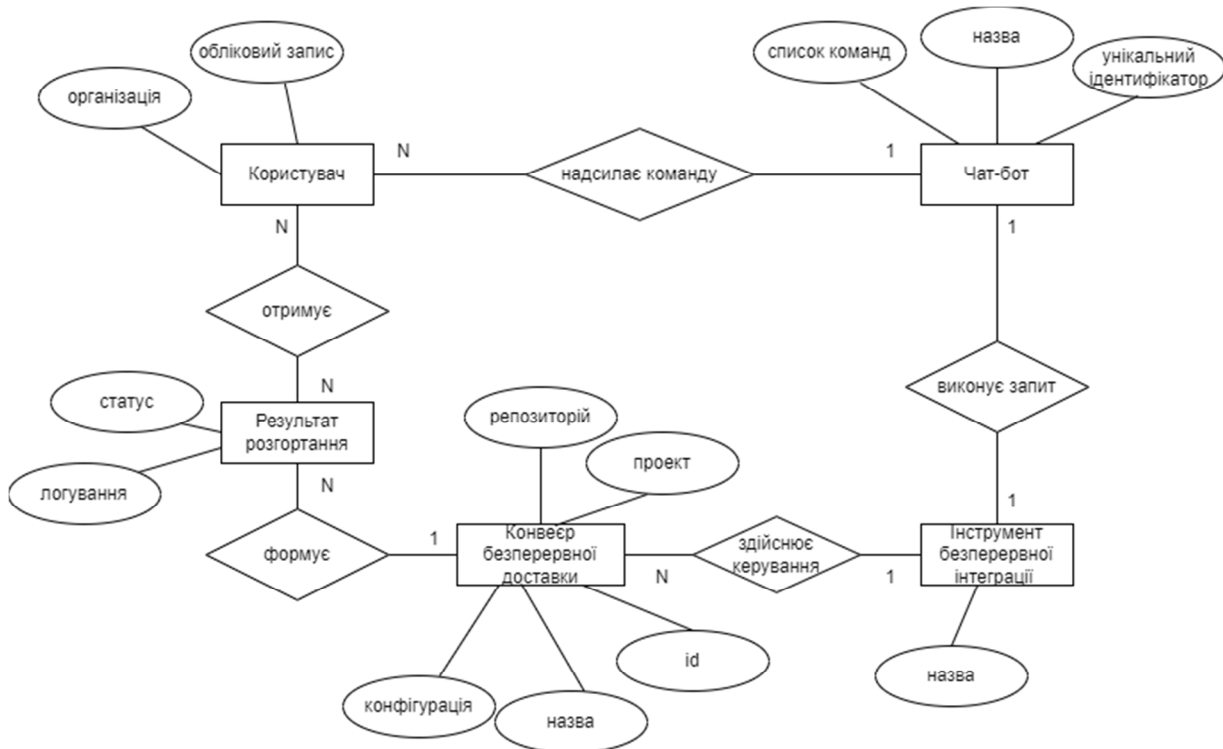 обліковий запис
організація
список команд
назва
унікальний
ідентифікатор
Користувач
N
надсилає команду
1
Чат-бот
N
1
отримує
виконує запит
N
статус
Результат
розгортання
логування
N
репозиторій
проект
1
формує
1
Конвеєр
безперервної
доставки
N
здійснює
керування
1
Інструмент
безперервної
інтеграції
id
конфігурація
назва
назва